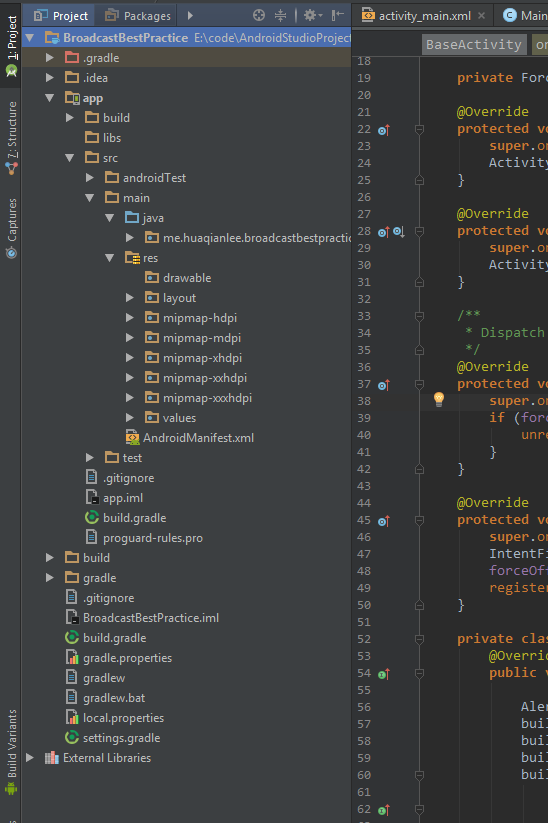 1: Project
7: Structure
Captures
Build Variants
Project
Packages
BroadcastBestPractice E:\code\AndroidStudioProject
.gradle
.idea
app
build
libs
src
androidTest
main
java
me.huaqianlee.broadcastbestpractic
res
drawable
layout
mipmap-hdpi
mipmap-mdpi
mipmap-xhdpi
mipmap-xxhdpi
mipmap-xxxhdpi
values
AndroidManifest.xml
test
.gitignore
app.iml
build.gradle
proguard-rules.pro
build
gradle
.gitignore
BroadcastBestPractice.iml
build.gradle
gradle.properties
gradlew
gradlew.bat
local.properties
settings.gradle
External Libraries
activity_main.xml
Main
BaseActivity on
18
19 private Forc
20
21 @Override
22 protected vo
23 super.on
24 Activity
25 }
26
27 @Override
28 protected vo
29 super.on
30 Activity
31 }
32
33 /**
34 * Dispatch
35 */
36 @Override
37 protected vo
38 super.on
39 if (forc
40 unre
41 }
42 }
43
44 @Override
45 protected vo
46 super.on
47 IntentFi
48 forceOff
49 register
50 }
51
52 private clas
53 @Overrid
54 public v
55
56 Aler
57 buil
58 buil
59 buil
60 buil
61
62